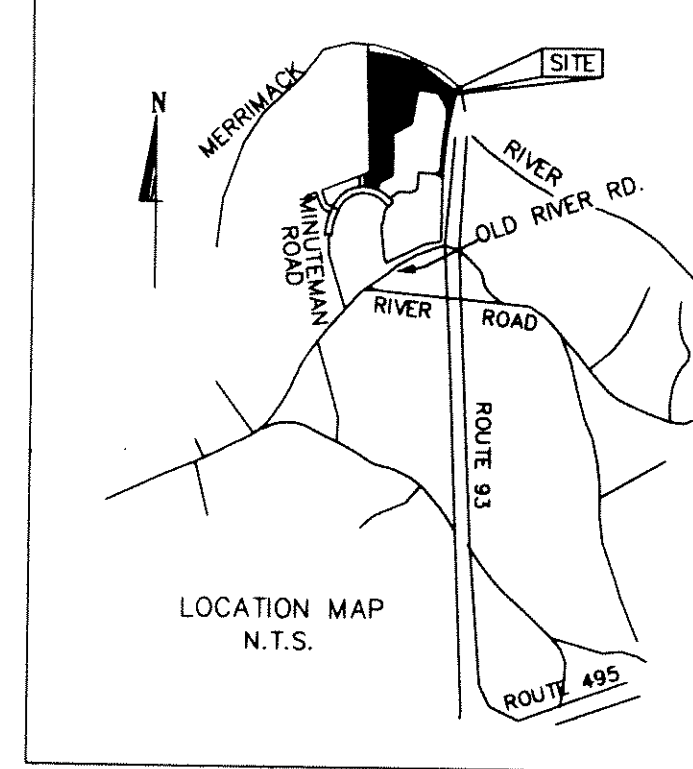 SITE
N
MERRIMACK
RIVER
OLD RIVER RD.
MINUTEMAN
ROAD
RIVER ROAD
ROUTE 93
LOCATION MAP
N.T.S.
ROUTE 495